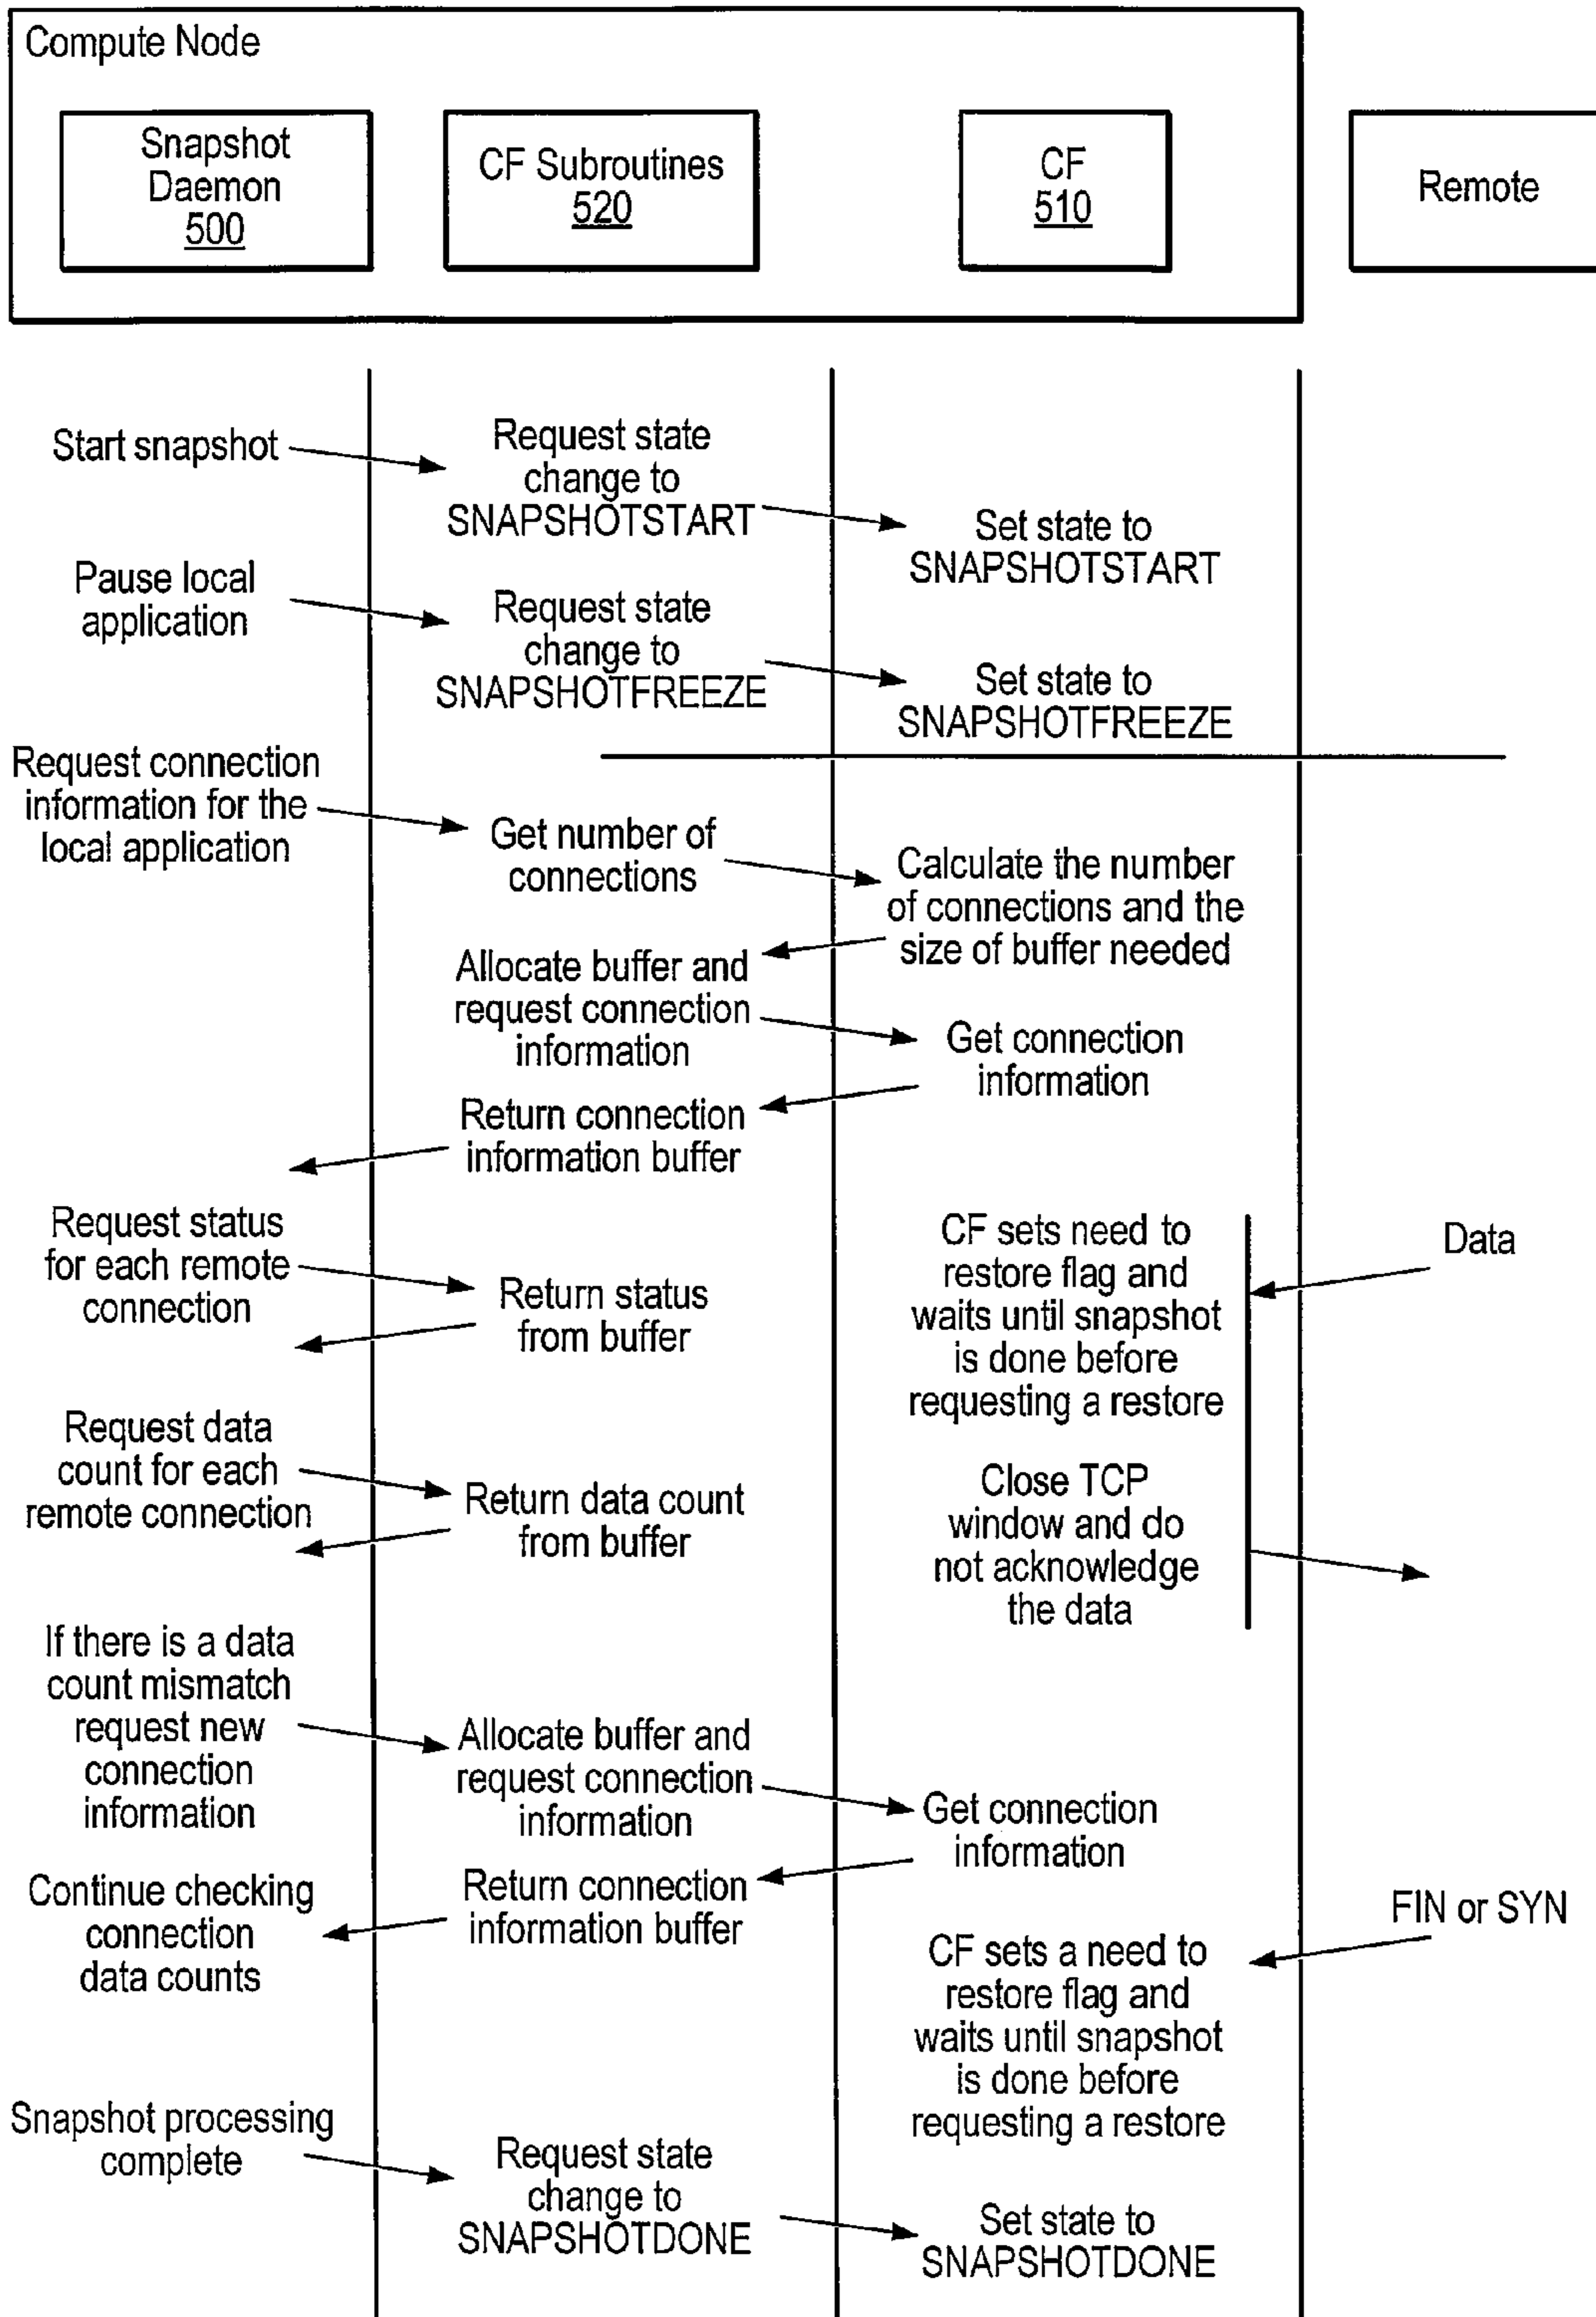 Compute Node
Snapshot
Daemon
500
CF Subroutines
520
CF
510
Remote
Start snapshot
Request state
change to
SNAPSHOTSTART
Set state to
SNAPSHOTSTART
Pause local
application
Request state
change to
SNAPSHOTFREEZE
Set state to
SNAPSHOTFREEZE
Request connection
information for the
local application
Get number of
connections
Calculate the number
of connections and the
size of buffer needed
Allocate buffer and
request connection
information
Get connection
information
Return connection
information buffer
Request status
for each remote
connection
Return status
from buffer
CF sets need to
restore flag and
waits until snapshot
is done before
requesting a restore
Data
Request data
count for each
remote connection
Return data count
from buffer
Close TCP
window and do
not acknowledge
the data
If there is a data
count mismatch
request new
connection
information
Allocate buffer and
request connection
information
Get connection
information
Continue checking
connection
data counts
Return connection
information buffer
FIN or SYN
CF sets a need to
restore flag and
waits until snapshot
is done before
requesting a restore
Snapshot processing
complete
Request state
change to
SNAPSHOTDONE
Set state to
SNAPSHOTDONE